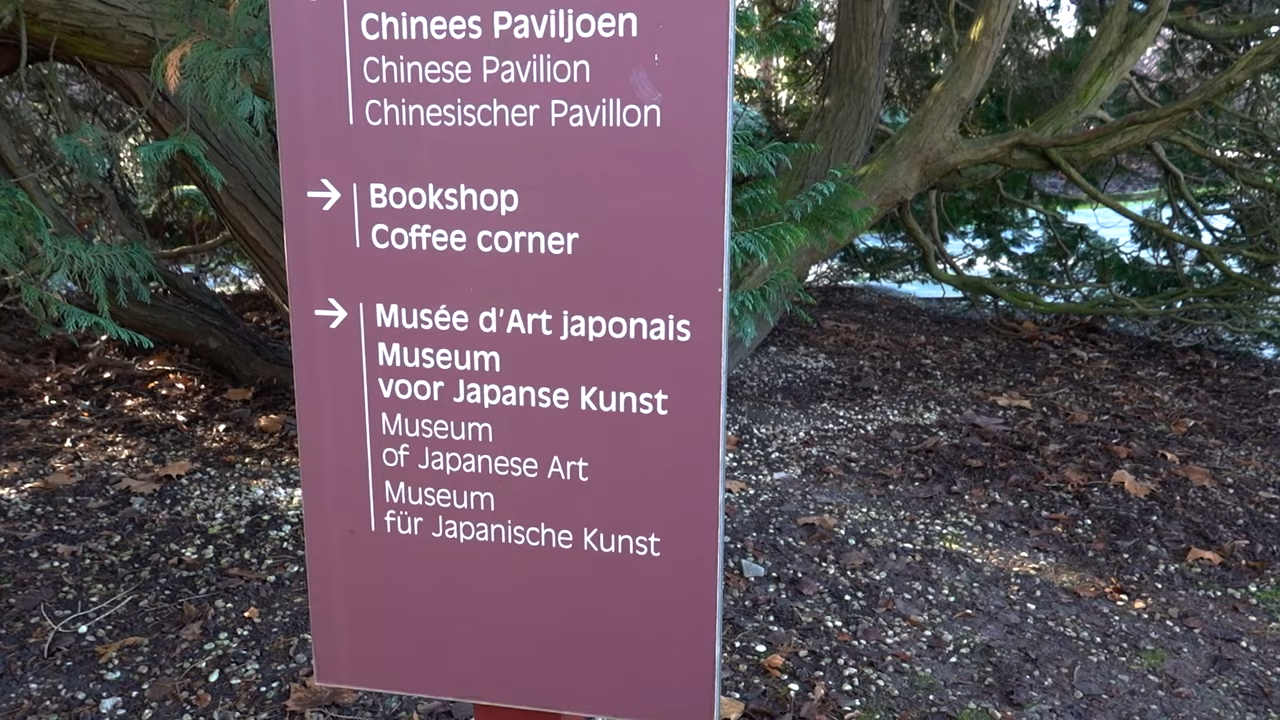 Chinees Paviljoen
Chinese Pavilion
Chinesischer Pavillon
→ Bookshop
Coffee corner
→ Musée d'Art japonais
Museum
voor Japanse Kunst
Museum
of Japanese Art
Museum
für Japanische Kunst